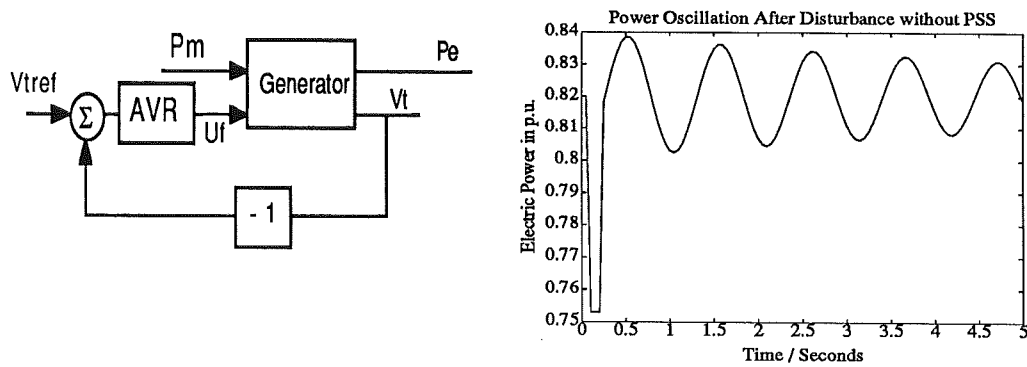 Vtref
Σ
AVR
Uf
Pm
Generator
Pe
Vt
- 1
Power Oscillation After Disturbance without PSS
Electric Power in p.u.
0.84
0.83
0.82
0.81
0.8
0.79
0.78
0.77
0.76
0.75
0 0.5 1 1.5 2 2.5 3 3.5 4 4.5 5
Time / Seconds